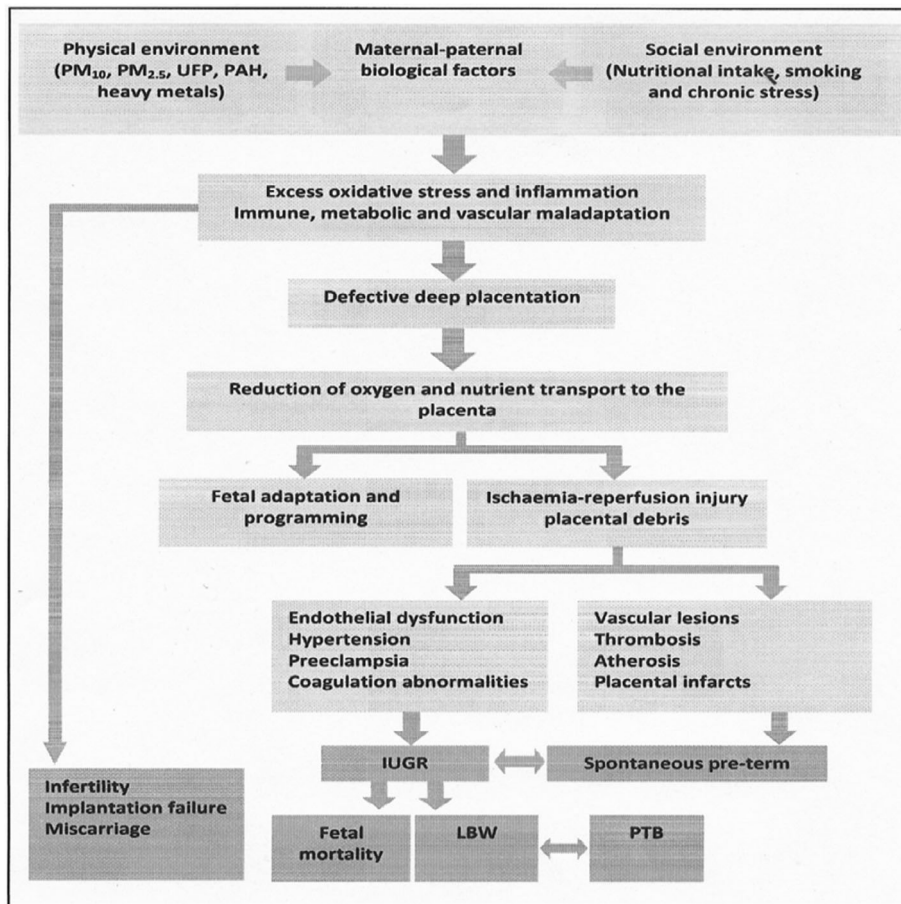 Physical environment
(PM₁₀, PM₂.₅, UFP, PAH,
heavy metals)
Maternal-paternal
biological factors
Social environment
(Nutritional intake, smoking
and chronic stress)
Excess oxidative stress and inflammation
Immune, metabolic and vascular maladaptation
Defective deep placentation
Reduction of oxygen and nutrient transport to the
placenta
Fetal adaptation and
programming
Ischaemia-reperfusion injury
placental debris
Endothelial dysfunction
Hypertension
Preeclampsia
Coagulation abnormalities
Vascular lesions
Thrombosis
Atherosis
Placental infarcts
IUGR
Spontaneous pre-term
Infertility
Implantation failure
Miscarriage
Fetal
mortality
LBW
PTB